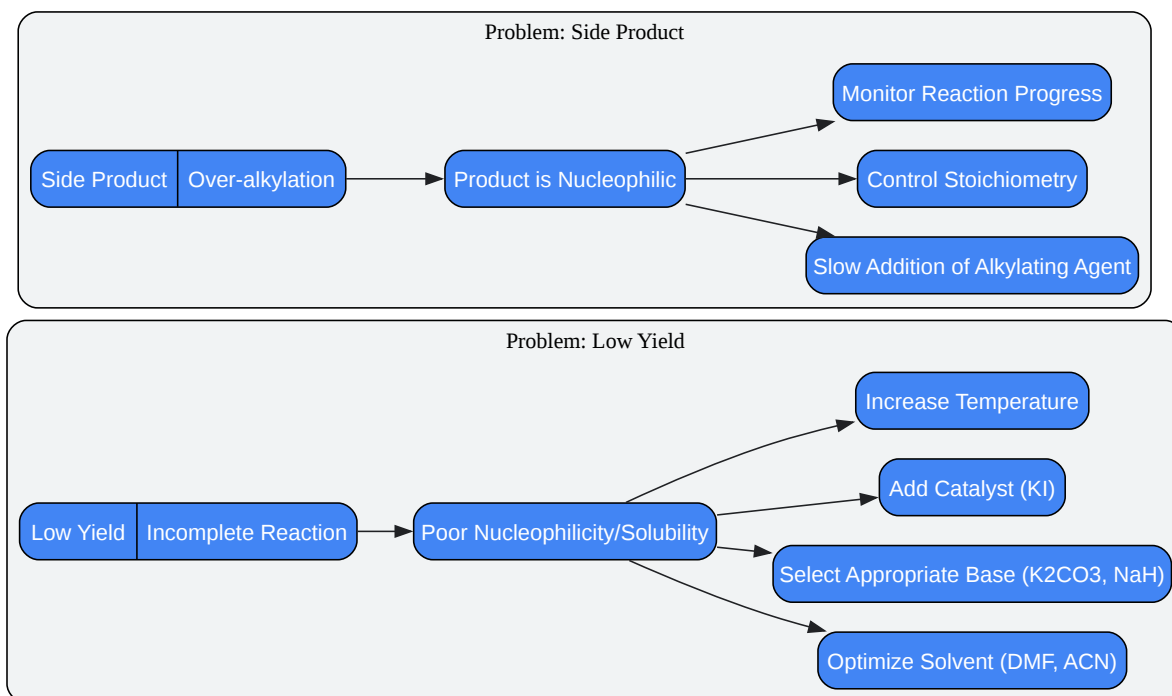 Problem: Side Product
Monitor Reaction Progress
Side Product
Over-alkylation
Product is Nucleophilic
Control Stoichiometry
Slow Addition of Alkylating Agent
Problem: Low Yield
Increase Temperature
Add Catalyst (KI)
Low Yield
Incomplete Reaction
Poor Nucleophilicity/Solubility
Select Appropriate Base (K2CO3, NaH)
Optimize Solvent (DMF, ACN)